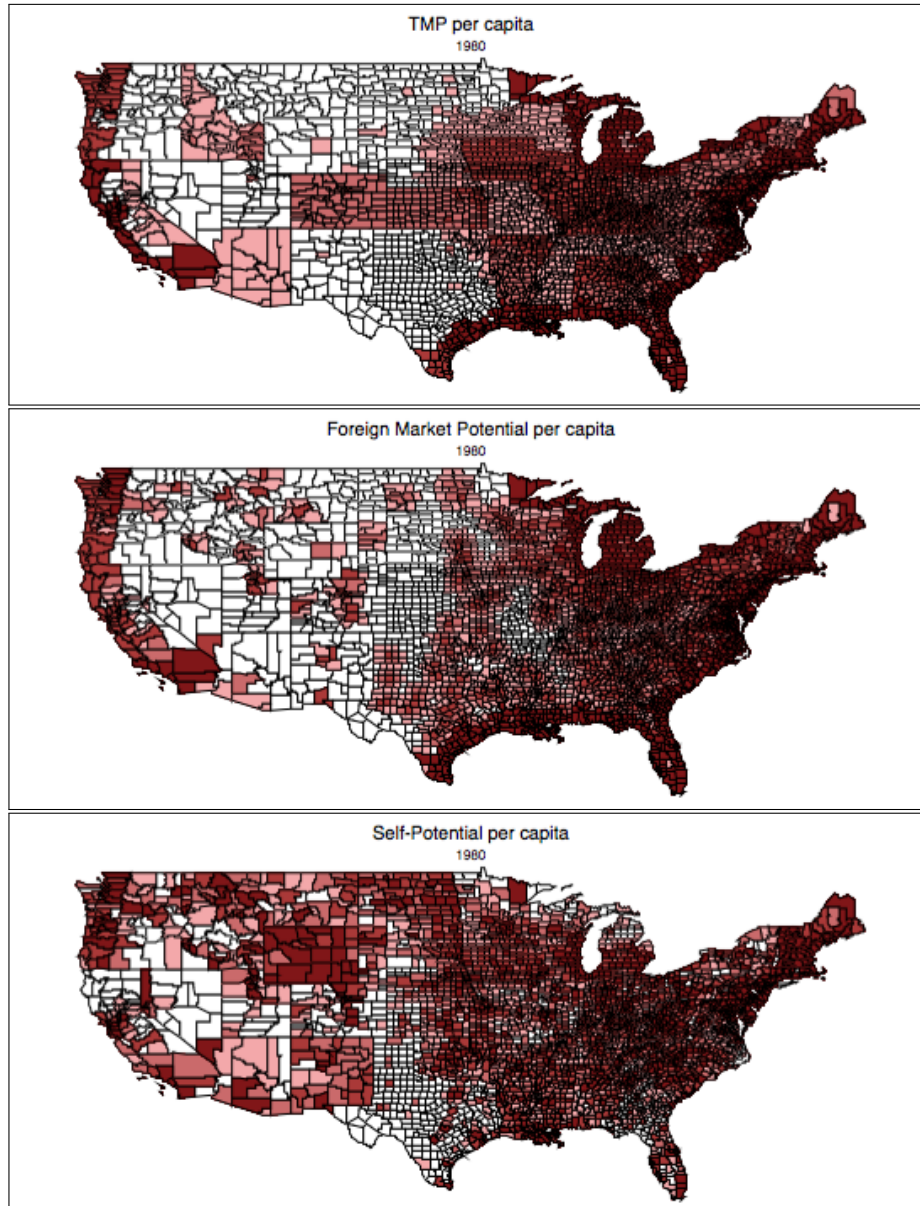 TMP per capita
1980
Foreign Market Potential per capita
1980
Self-Potential per capita
1980